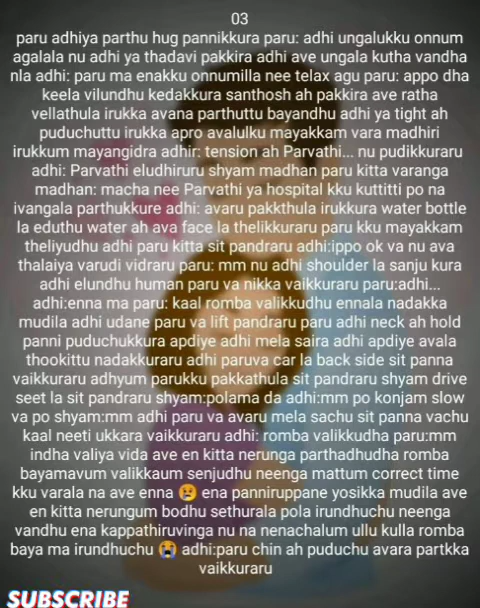 03
paru adhiya parthu hug pannikkura paru: adhi ungalukku onnum
agalala nu adhi ya thadavi pakkira adhi ave ungala kutha vandha
nla adhi: paru ma enakku onnumilla nee telax agu paru: appo dha
keela vilundhu kedakkura santhosh ah pakkira ave ratha
vellathula irukka avana parthuttu bayandhu adhi ya tight ah
puduchuttu irukka apro avalulku mayakkam vara madhiri
irukkum mayangidra adhir: tension ah Parvathi... nu pudikkuraru
adhi: Parvathi eludhiruru shyam madhan paru kitta varanga
madhan: macha nee Parvathi ya hospital kku kuttitti po na
ivangala parthukkure adhi: avaru pakkthula irukkura water bottle
la eduthu water ah ava face la thelikkuraru paru kku mayakkam
theliyudhu adhi paru kitta sit pandraru adhi:ippo ok va nu ava
thalaiya varudi vidraru paru: mm nu adhi shoulder la sanju kura
adhi elundhu human paru va nikka vaikkuraru paru:adhi...
adhi:enna ma paru: kaal romba valikkudhu ennala nadakka
mudila adhi udane paru va lift pandraru paru adhi neck ah hold
panni puduchukkura apdiye adhi mela saira adhi apdiye avala
thookittu nadakkuraru adhi paruva car la back side sit panna
vaikkuraru adhyum parukku pakkathula sit pandraru shyam drive
seet la sit pandraru shyam:polama da adhi:mm po konjam slow
va po shyam:mm adhi paru va avaru mela sachu sit panna vachu
kaal neeti ukkara vaikkuraru adhi: romba valikkudha paru:mm
indha valiya vida ave en kitta nerunga parthadhudha romba
bayamavum valikkaum senjudhu neenga mattum correct time
kku varala na ave enna 😢 ena panniruppane yosikka mudila ave
en kitta nerungum bodhu sethurala pola irundhuchu neenga
vandhu ena kappathiruvinga nu na nenachalum ullu kulla romba
baya ma irundhuchu 😭 adhi:paru chin ah puduchu avara partkka
vaikkuraru
SUBSCRIBE